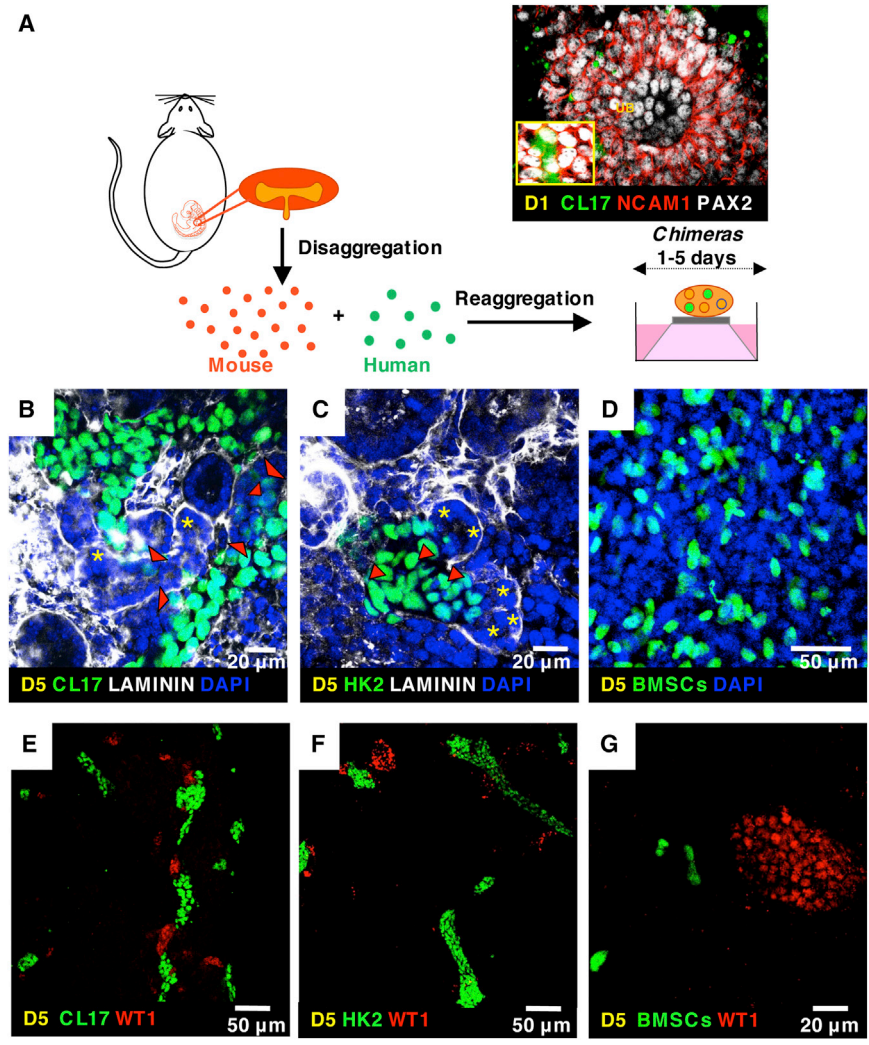 A
UB
D1 CL17 NCAM1 PAX2
Chimeras
1-5 days
Disaggregation
+
Reaggregation
Mouse
Human
B
C
D
* * * * * * *
20 µm
20 µm
50 µm
D5 CL17 LAMININ DAPI
D5 HK2 LAMININ DAPI
D5 BMSCs DAPI
E
F
G
D5 CL17 WT1
50 µm
D5 HK2 WT1
50 µm
D5 BMSCs WT1
20 µm